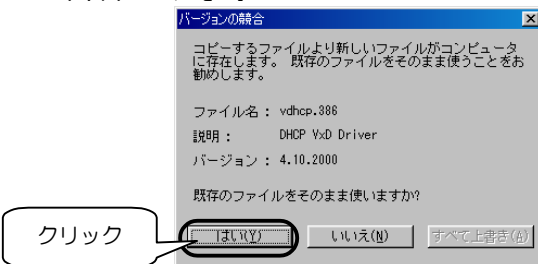 バージョンの競合
コピーするファイルより新しいファイルがコンピュータ
に存在します。 既存のファイルをそのまま使うことをお
勧めします。
ファイル名： vdhcp.386
説明： DHCP VxD Driver
バージョン： 4.10.2000
既存のファイルをそのまま使いますか?
クリック
はい(Y) いいえ(N) すべて上書き(A)